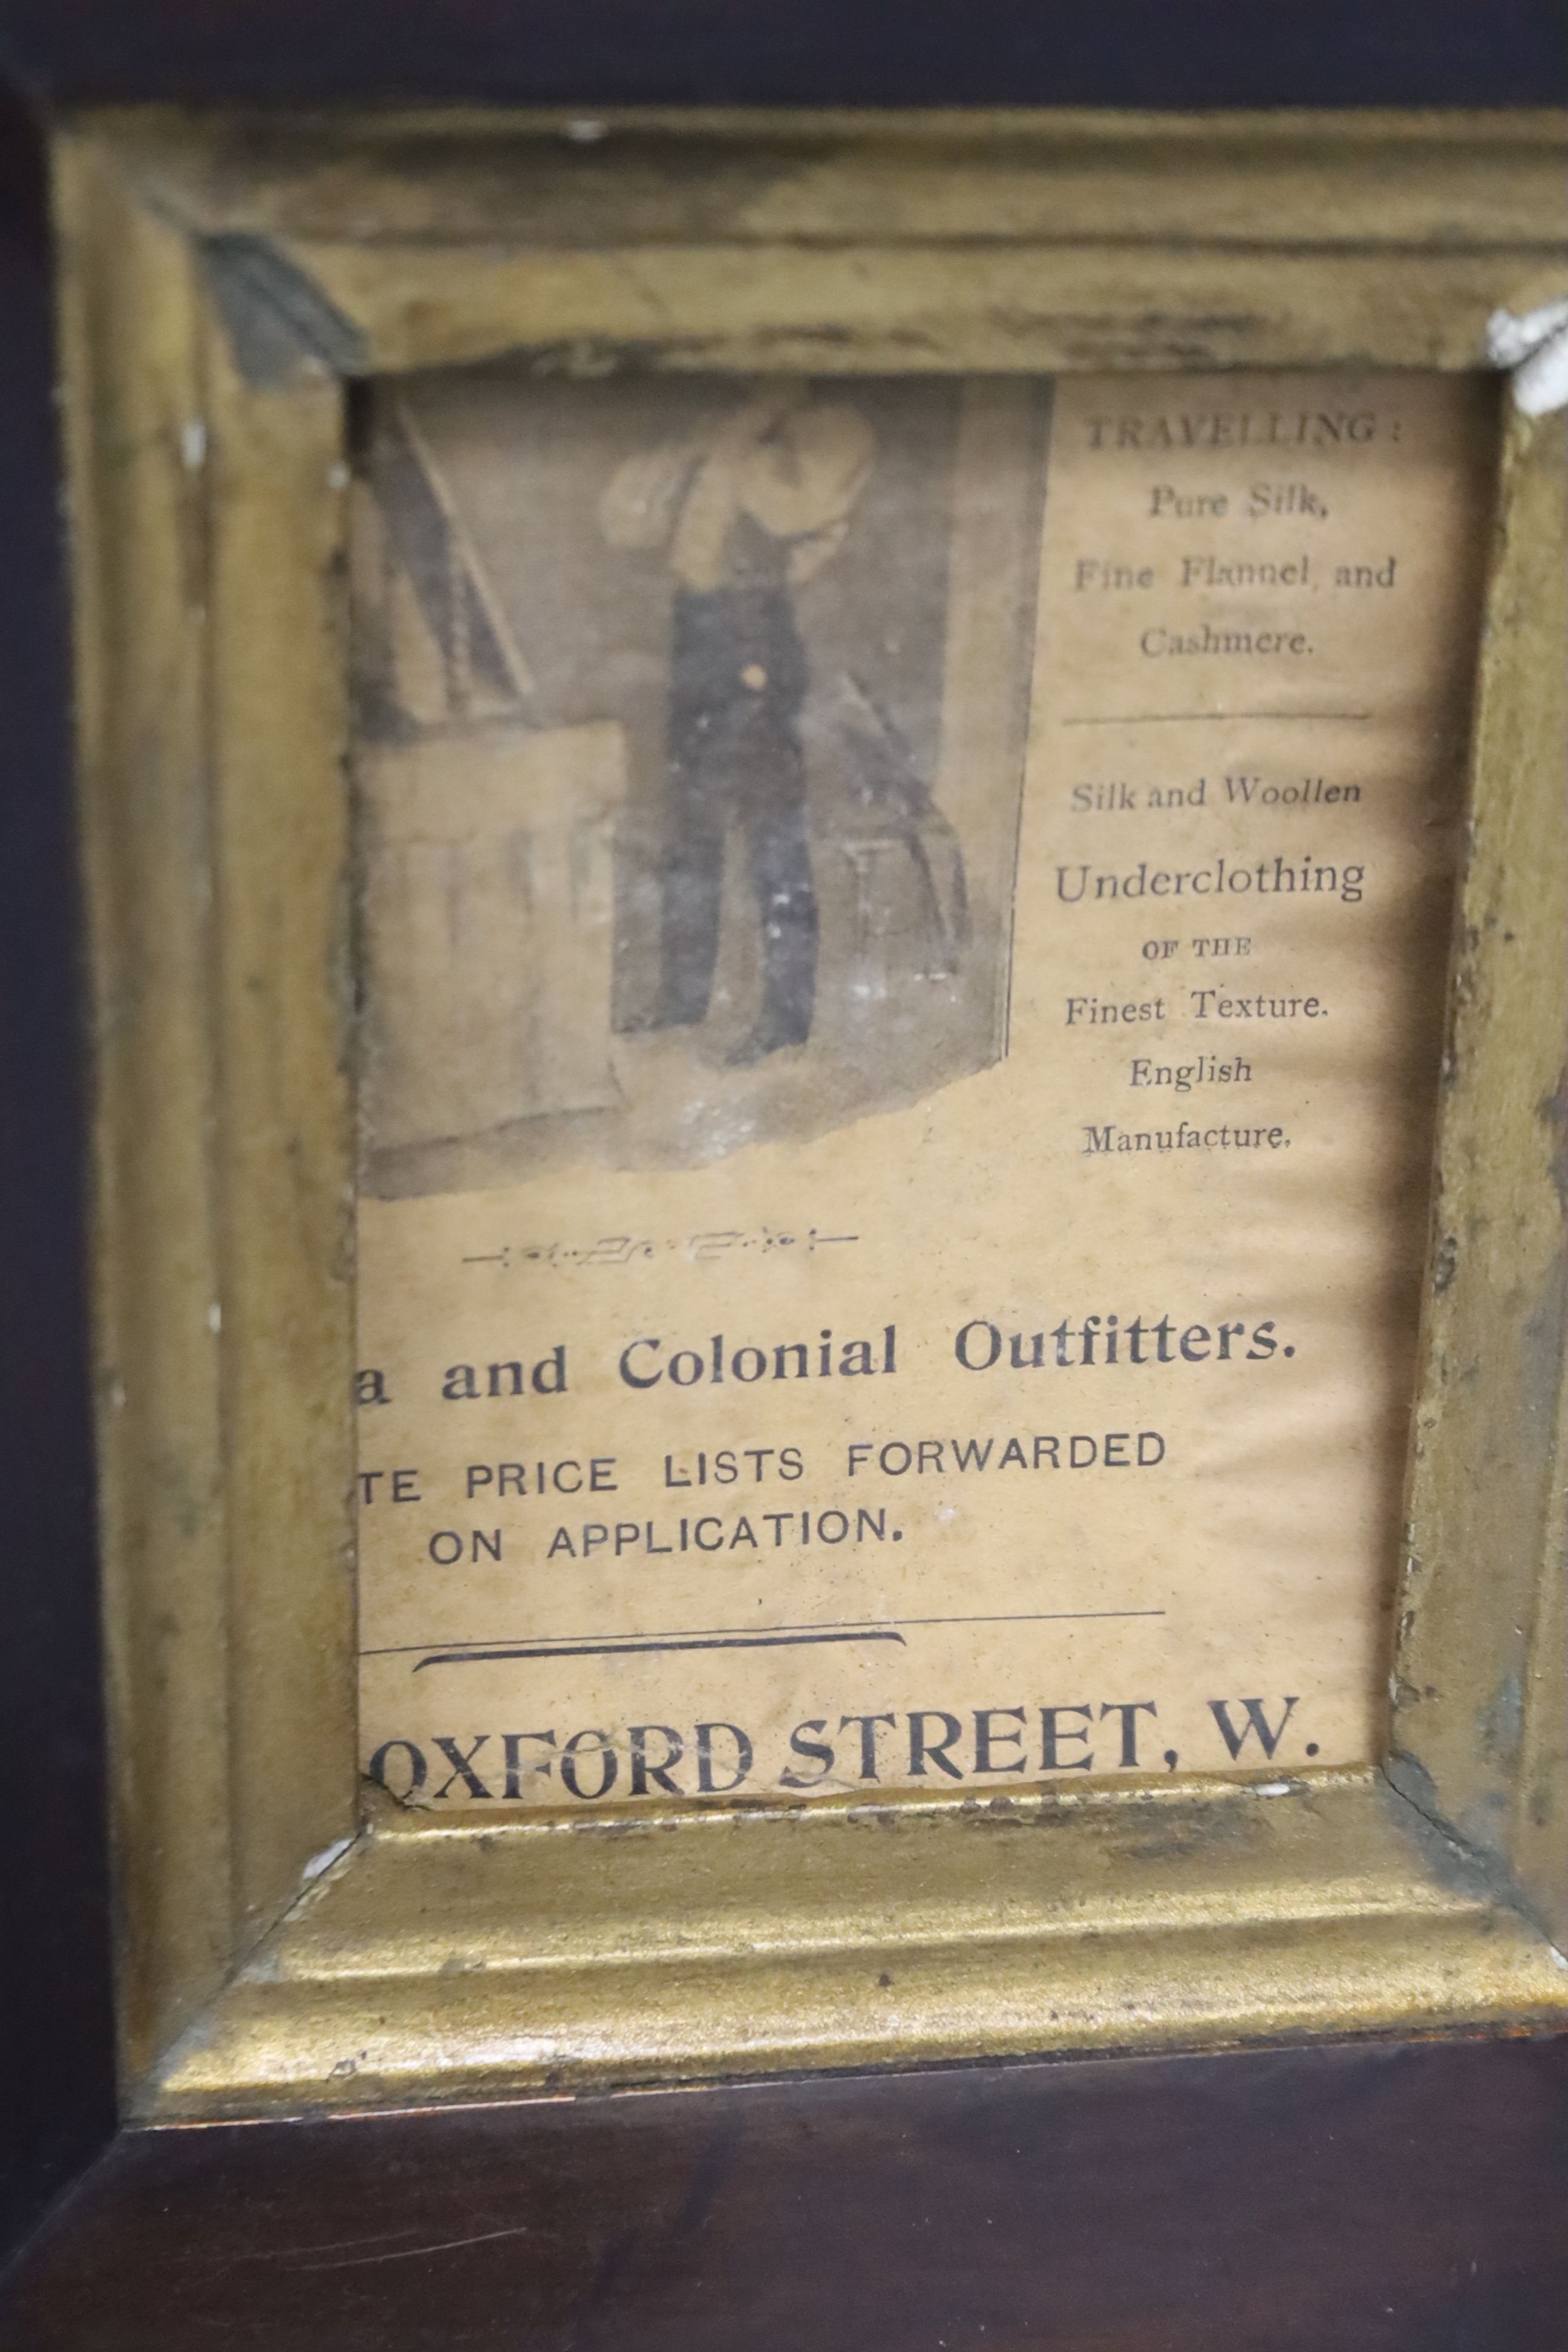 TRAVELLING:
Pure Silk,
Fine Flannel, and
Cashmere.
Silk and Woollen
Underclothing
OF THE
Finest Texture.
English
Manufacture.
a and Colonial Outfitters.
TE PRICE LISTS FORWARDED
ON APPLICATION.
OXFORD STREET, W.